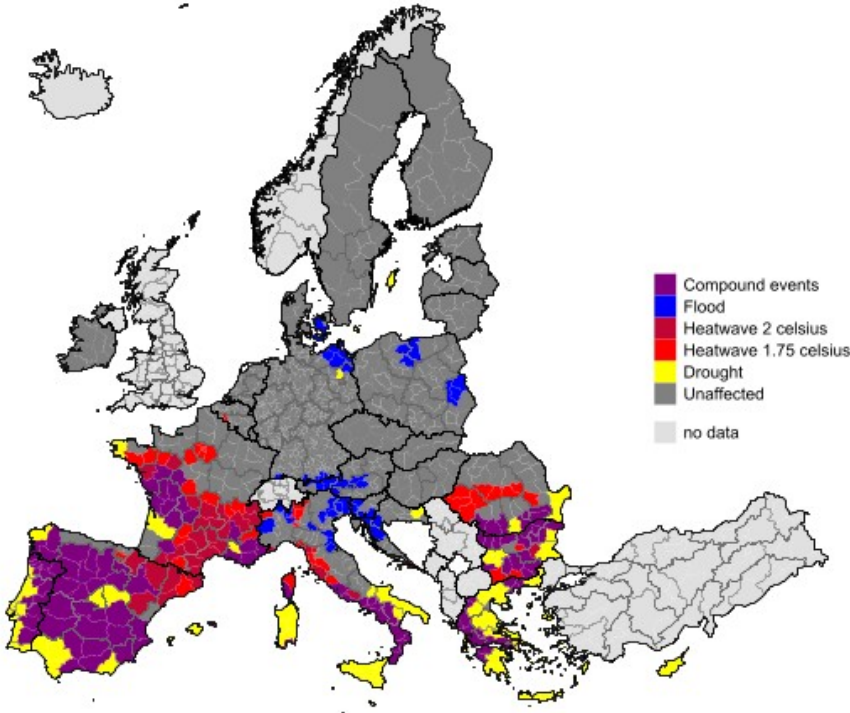 Compound events
Flood
Heatwave 2 celsius
Heatwave 1.75 celsius
Drought
Unaffected
no data